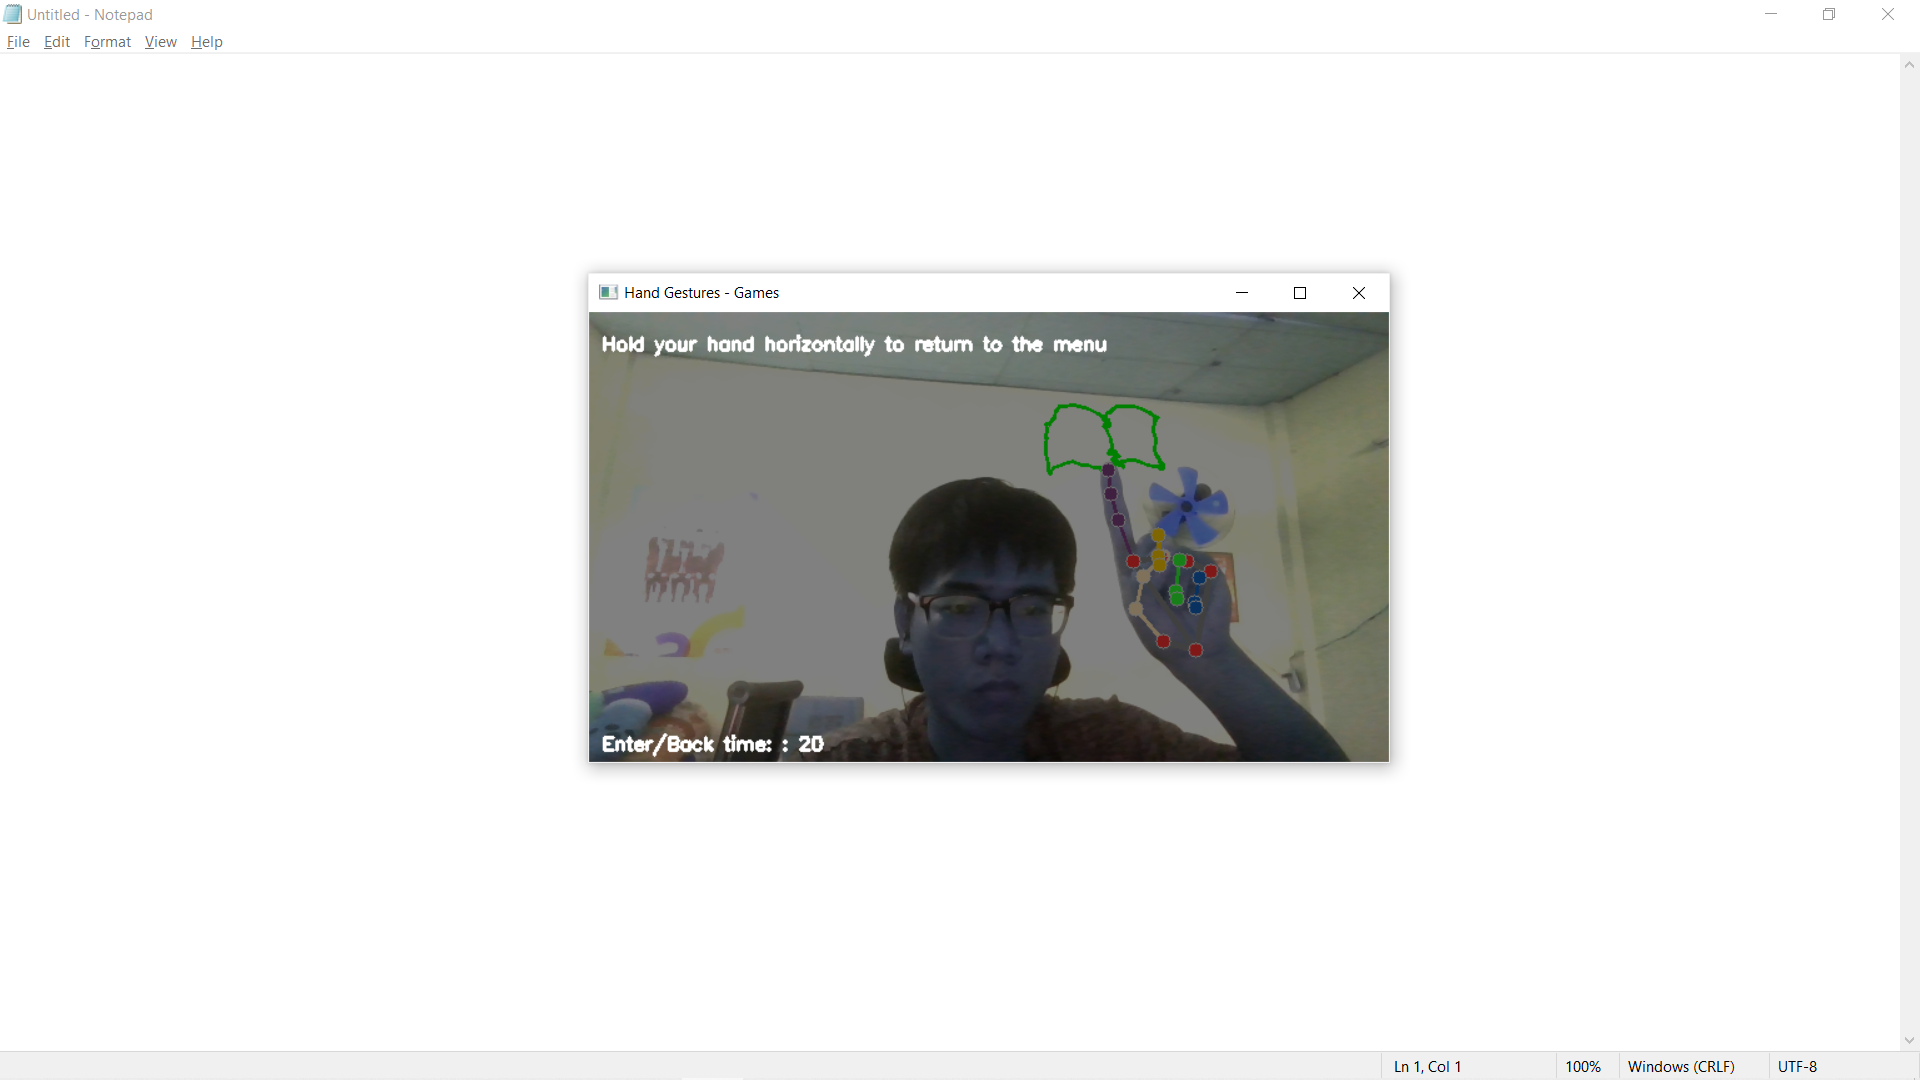 Untitled - Notepad
File Edit Format View Help
Hand Gestures - Games
Hold your hand horizontally to return to the menu
Enter/Back time: : 20
Ln 1, Col 1 100% Windows (CRLF) UTF-8